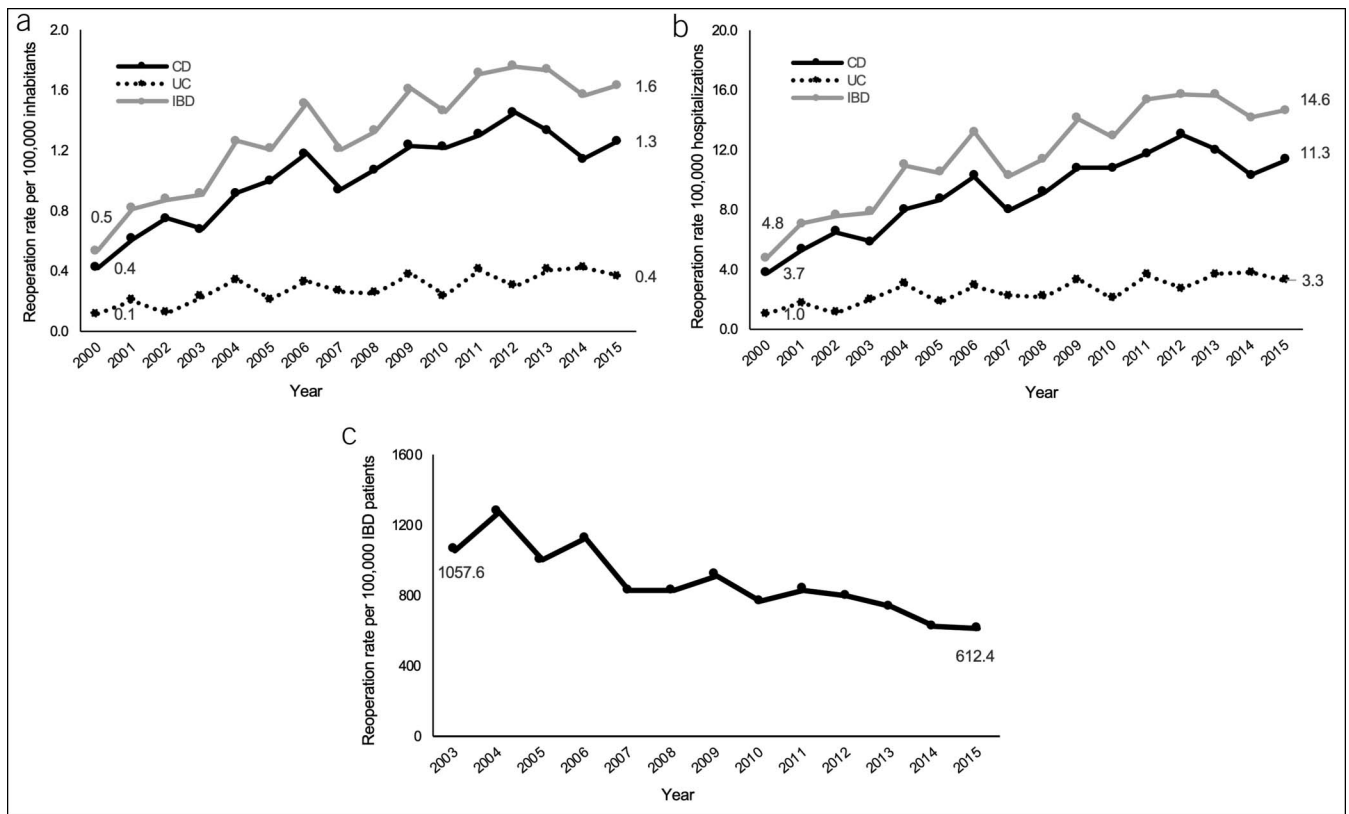 a
Reoperation rate per 100,000 inhabitants
2.0
1.6
1.2
0.8
0.4
0.0
CD
UC
IBD
0.5
0.4
0.1
1.6
1.3
0.4
2000 2001 2002 2003 2004 2005 2006 2007 2008 2009 2010 2011 2012 2013 2014 2015
Year
b
Reoperation rate 100,000 hospitalizations
20.0
16.0
12.0
8.0
4.0
0.0
CD
UC
IBD
4.8
3.7
1.0
14.6
11.3
3.3
2000 2001 2002 2003 2004 2005 2006 2007 2008 2009 2010 2011 2012 2013 2014 2015
Year
c
Reoperation rate per 100,000 IBD patients
1600
1200
800
400
0
1057.6
612.4
2003 2004 2005 2006 2007 2008 2009 2010 2011 2012 2013 2014 2015
Year